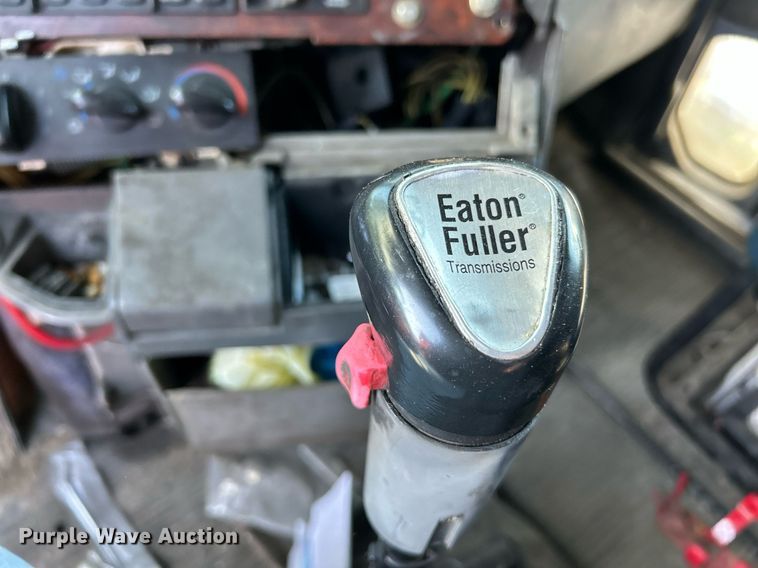 Eaton®
Fuller®
Transmissions
Purple Wave Auction